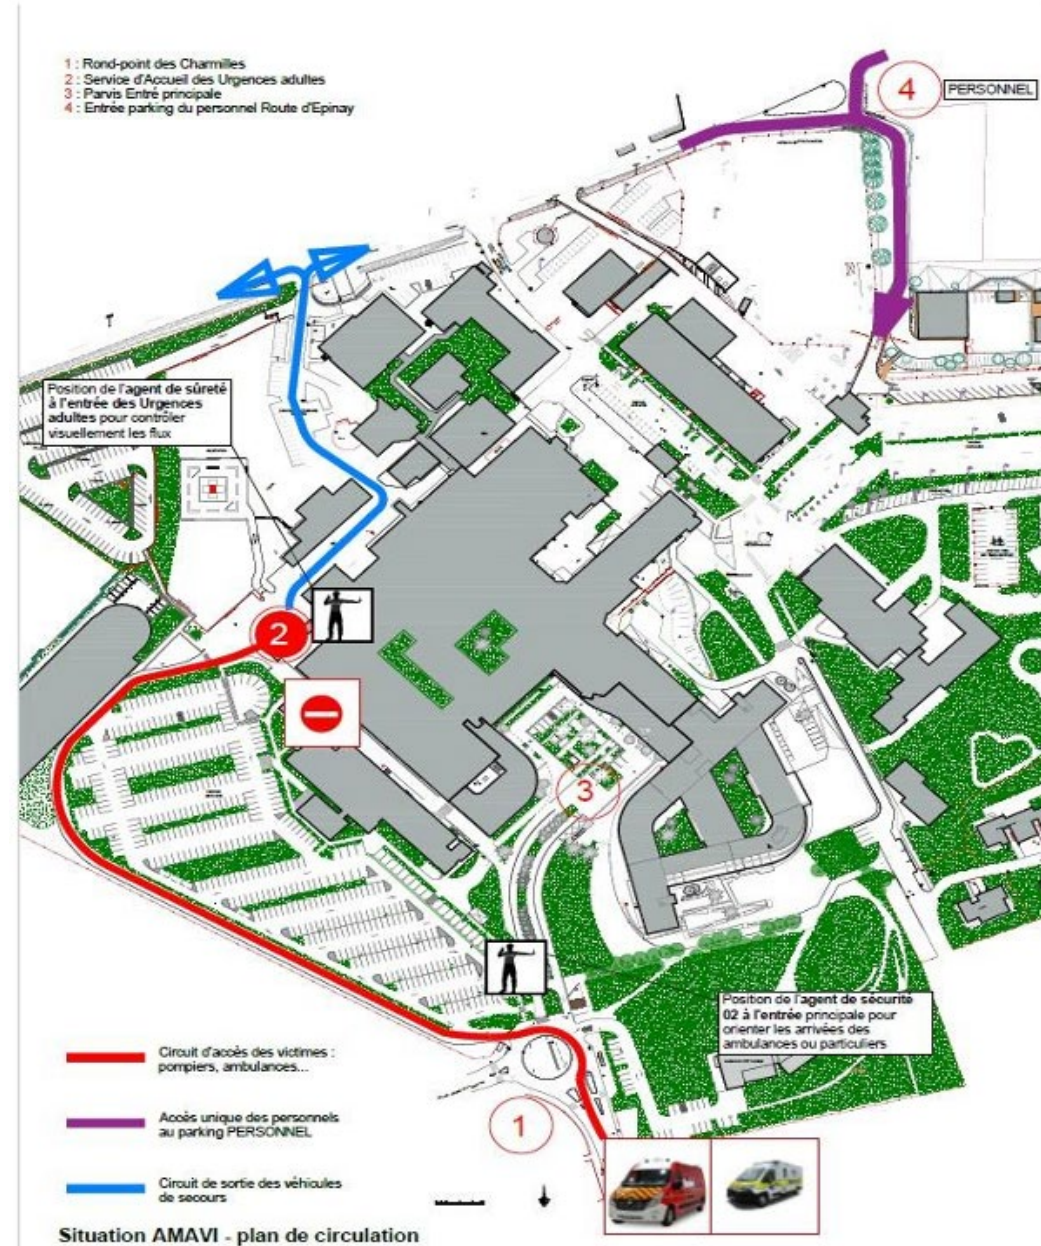 1 : Rond-point des Charmilles
2 : Service d'Accueil des Urgences adultes
3 : Parvis Entré principale
4 : Entrée parking du personnel Route d'Epinay
4
PERSONNEL
Position de l'agent de sûreté
à l'entrée des Urgences
adultes pour contrôler
visuellement les flux
2
3
Position de l'agent de sécurité
02 à l'entrée principale pour
orienter les arrivées des
ambulances ou particuliers
1
Circuit d'accès des victimes :
pompiers, ambulances...
Accès unique des personnels
au parking PERSONNEL
Circuit de sortie des véhicules
de secours
Situation AMAVI - plan de circulation